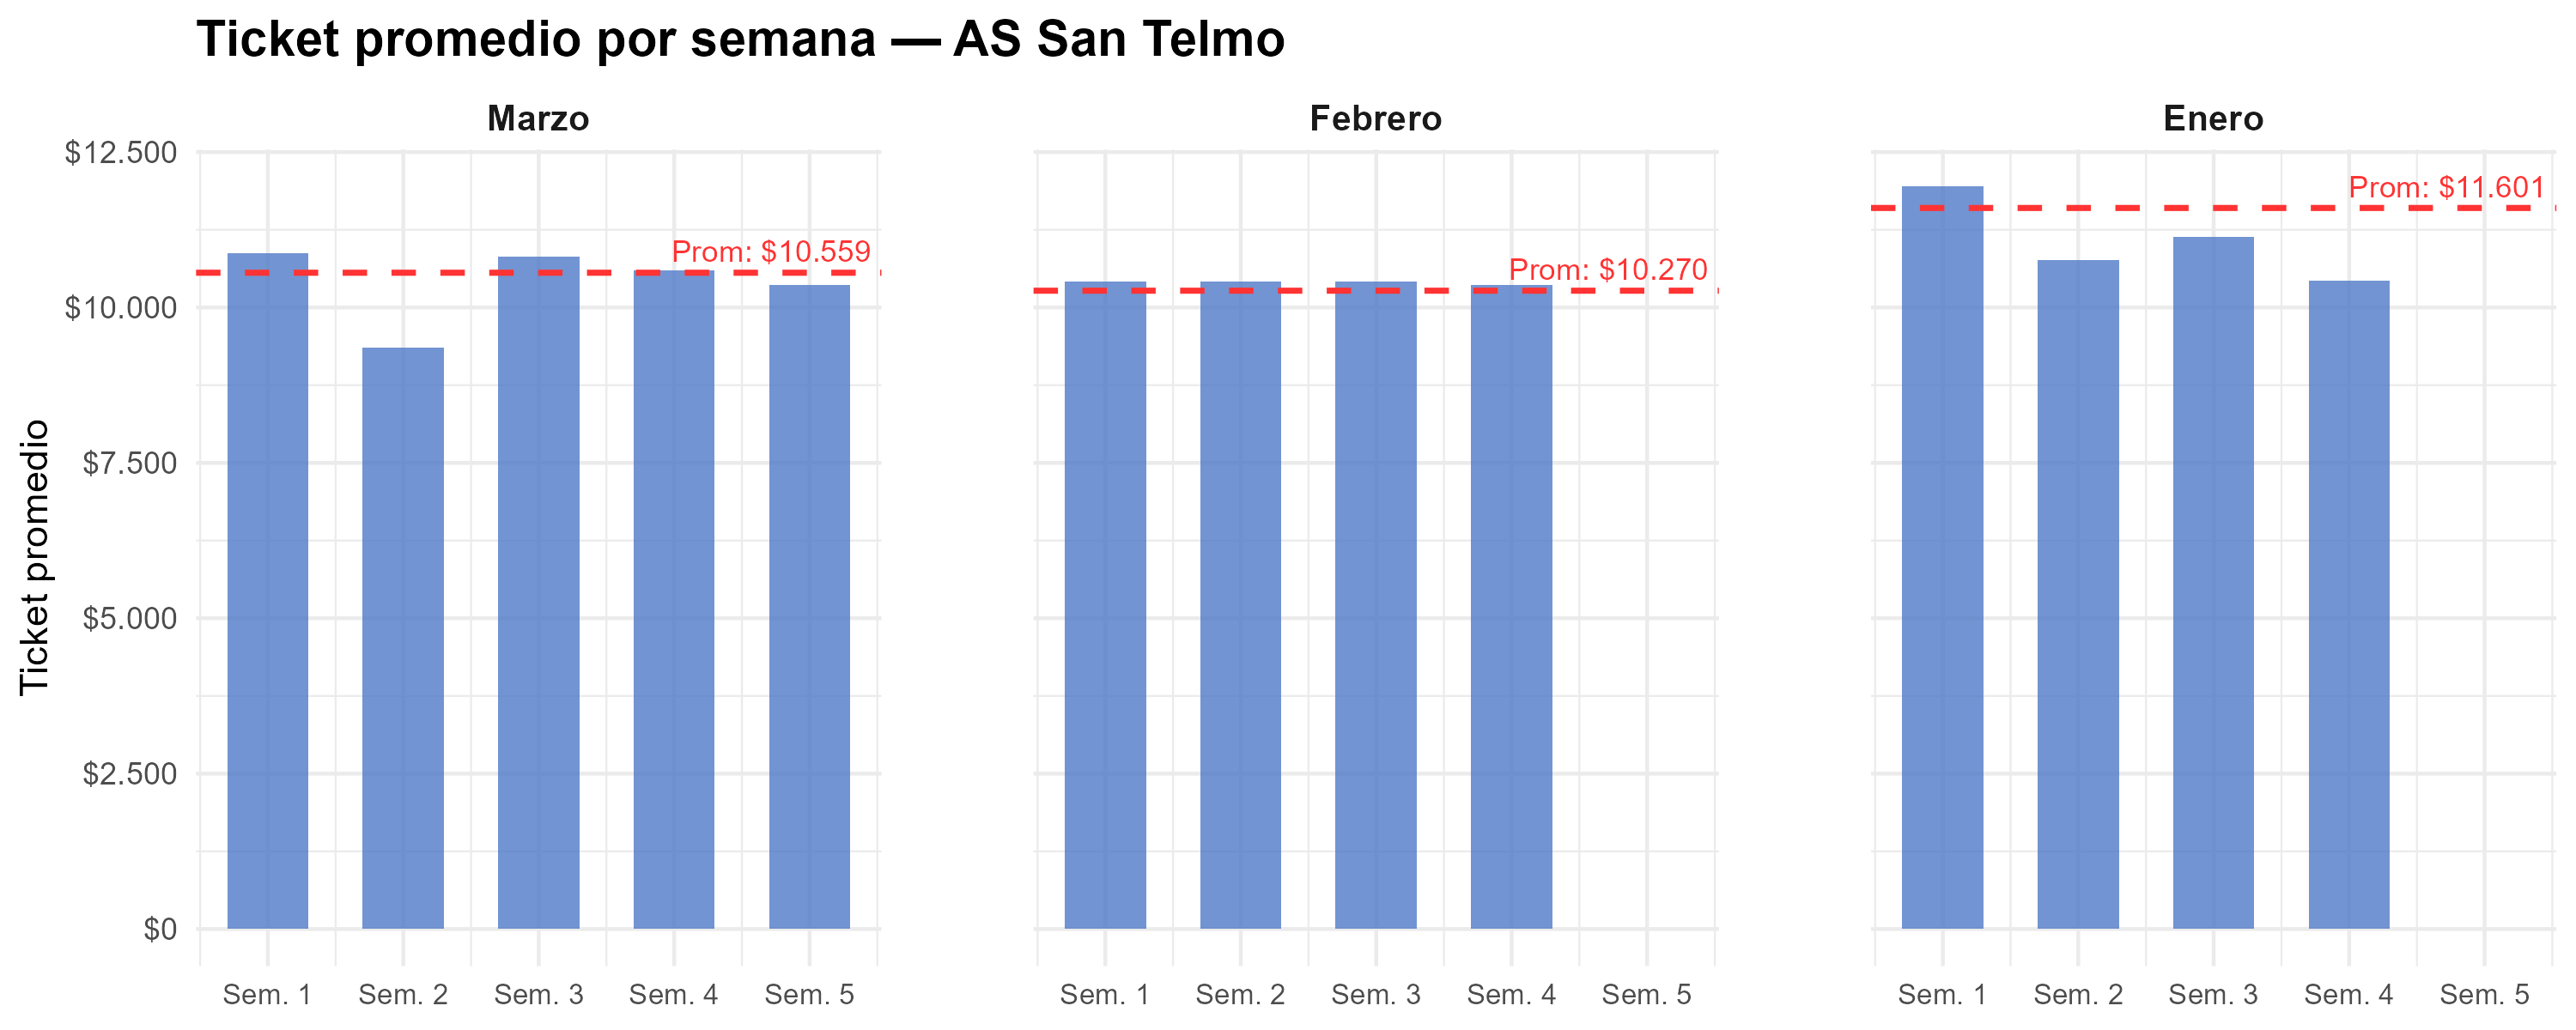 Ticket promedio por semana — AS San Telmo
Marzo
Febrero
Enero
Ticket promedio
$12.500
$10.000
$7.500
$5.000
$2.500
$0
Prom: $10.559
Prom: $10.270
Prom: $11.601
Sem. 1 Sem. 2 Sem. 3 Sem. 4 Sem. 5
Sem. 1 Sem. 2 Sem. 3 Sem. 4 Sem. 5
Sem. 1 Sem. 2 Sem. 3 Sem. 4 Sem. 5